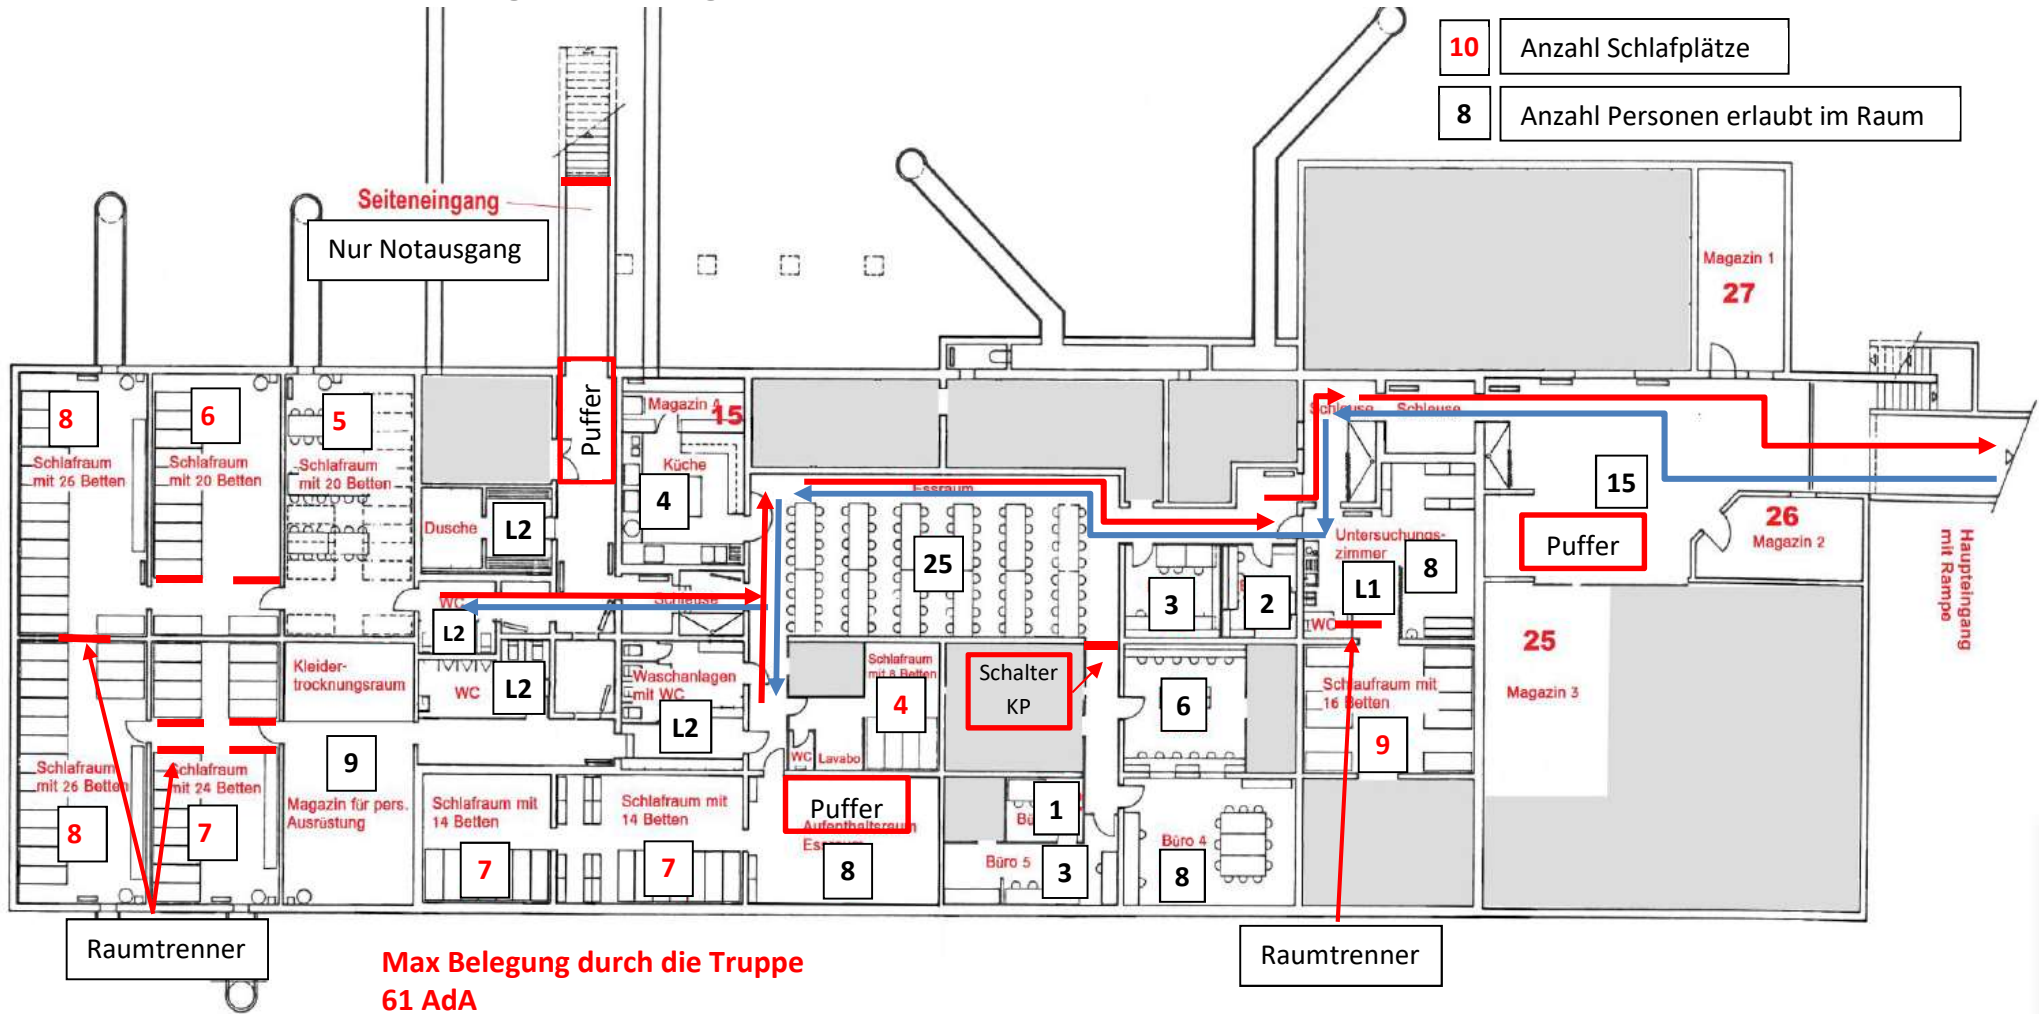 10
Anzahl Schlafplätze
8
Anzahl Personen erlaubt im Raum
Seiteneingang
Nur Notausgang
Magazin 1
27
Puffer
8
Schlafraum
mit 26 Betten
6
Schlafraum
mit 20 Betten
5
Schlafraum
mit 20 Betten
Magazin 4
15
Küche
4
Dusche
L2
Essraum
25
Schleuse
Schleuse
15
Puffer
26
Magazin 2
Haupteingang
mit Rampe
Untersuchungs-
zimmer
8
L1
WC
3
2
WC
L2
Schleuse
Kleider-
trocknungsraum
WC
L2
Waschanlagen
mit WC
L2
Schlafraum
mit 8 Betten
4
WC
Lavabo
Schalter
KP
6
Schlaufraum mit
16 Betten
9
25
Magazin 3
Schlafraum
mit 26 Betten
8
Schlafraum
mit 24 Betten
7
9
Magazin für pers.
Ausrüstung
Schlafraum mit
14 Betten
7
Schlafraum mit
14 Betten
7
Puffer
Aufenthaltsraum
Essraum
8
1
Büro 5
3
Büro 4
8
Raumtrenner
Raumtrenner
Max Belegung durch die Truppe
61 AdA